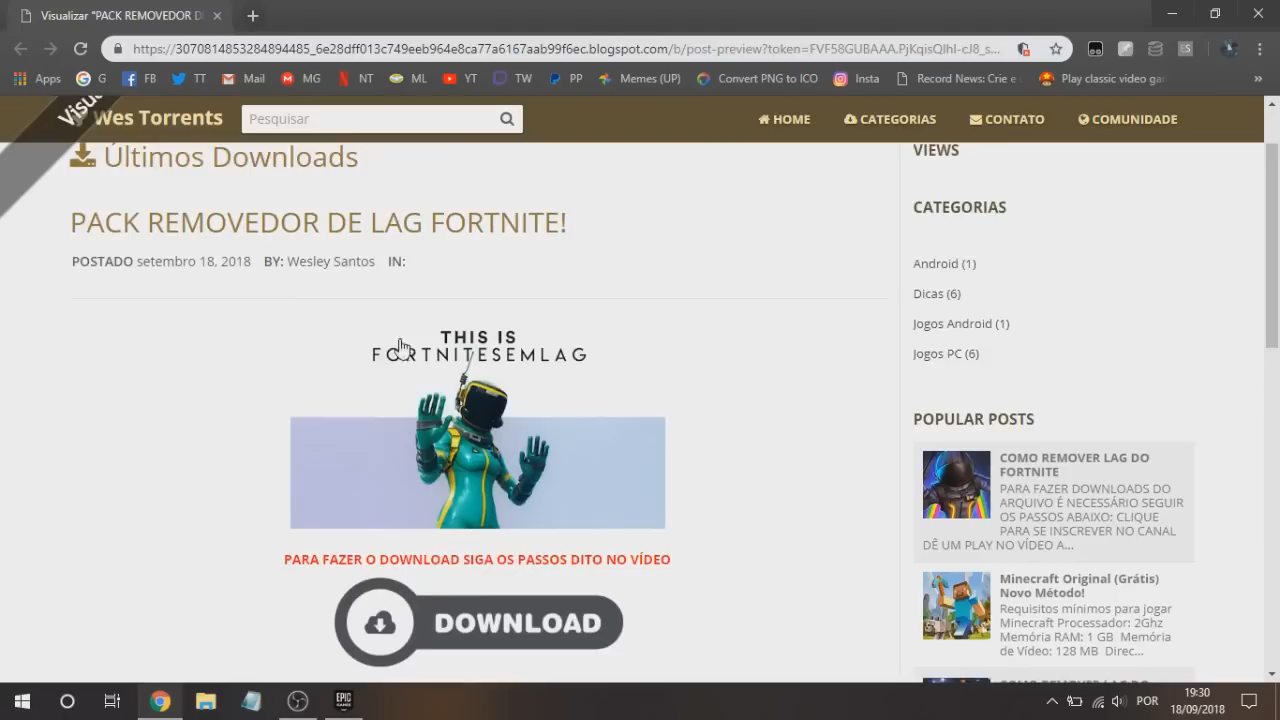 Visualizar "PACK REMOVEDOR D
https://3070814853284894485_6e28dff013c749eeb964e8ca77a6167aab99f6ec.blogspot.com/b/post-preview?token=FVF58GUBAAA.PjKqisQlhI-cJ8_s...
Apps G FB TT Mail MG NT ML YT TW PP Memes (UP) Convert PNG to ICO Insta Record News: Crie e Play classic video gar »
Visu
Wes Torrents
Pesquisar
HOME CATEGORIAS CONTATO COMUNIDADE
Últimos Downloads
PACK REMOVEDOR DE LAG FORTNITE!
POSTADO setembro 18, 2018 BY: Wesley Santos IN:
THIS IS
FORTNITESEMLAG
PARA FAZER O DOWNLOAD SIGA OS PASSOS DITO NO VÍDEO
DOWNLOAD
VIEWS
CATEGORIAS
Android (1)
Dicas (6)
Jogos Android (1)
Jogos PC (6)
POPULAR POSTS
COMO REMOVER LAG DO
FORTNITE
PARA FAZER DOWNLOADS DO
ARQUIVO É NECESSÁRIO SEGUIR
OS PASSOS ABAIXO: CLIQUE
PARA SE INSCREVER NO CANAL
DÊ UM PLAY NO VÍDEO A...
Minecraft Original (Grátis)
Novo Método!
Requisitos mínimos para jogar
Minecraft Processador: 2Ghz
Memória RAM: 1 GB Memória
de Vídeo: 128 MB Direc...
EPIC
GAMES
POR
19:30
18/09/2018